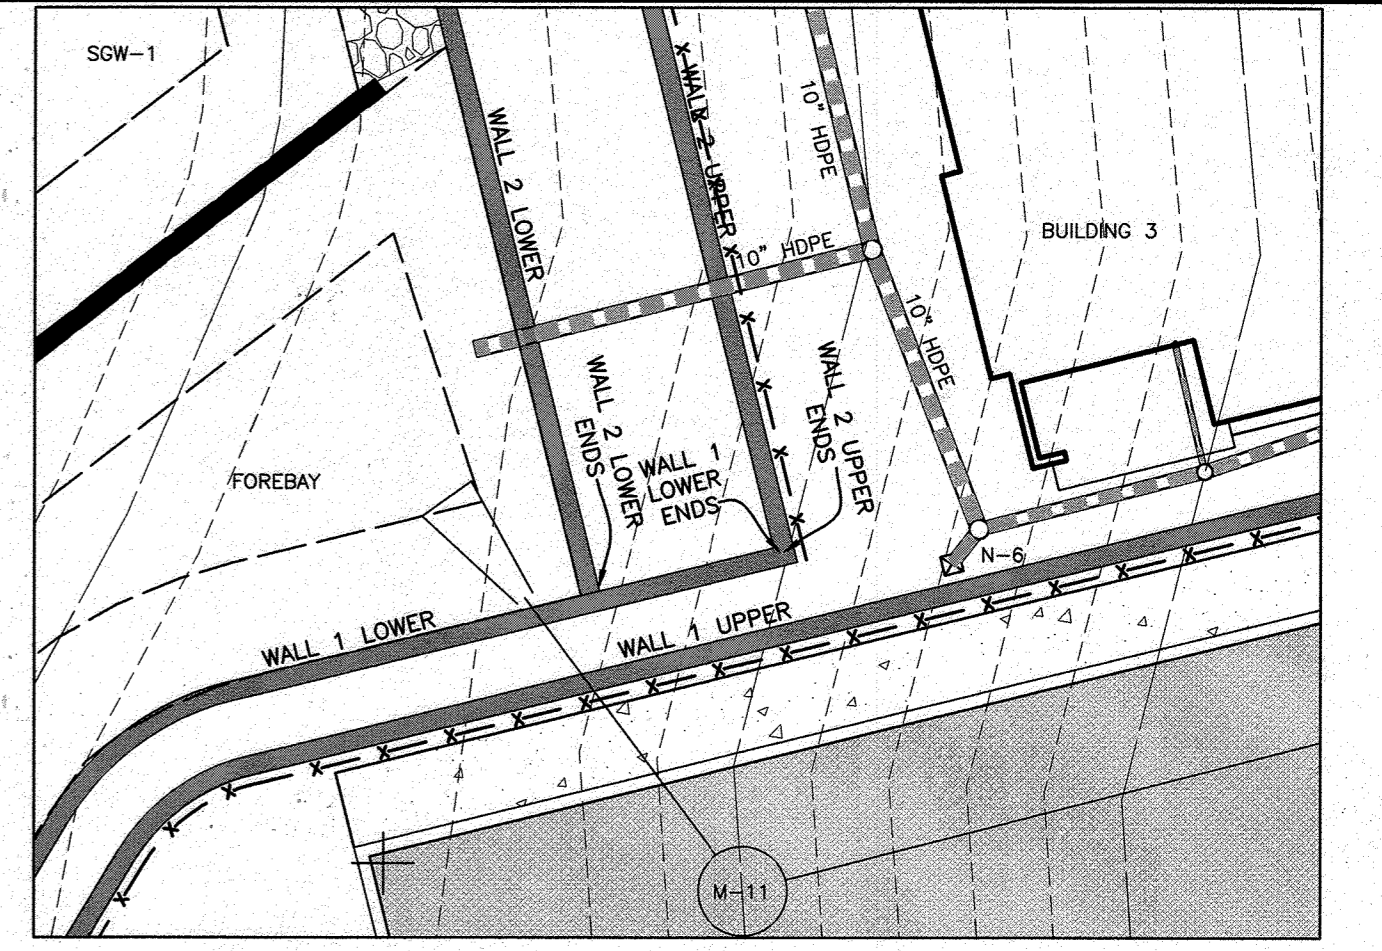 SGW-1
WALL 2 LOWER
WALL 2 UPPER
10" HDPE
BUILDING 3
10" HDPE
10" HDPE
WALL 2 LOWER
ENDS
WALL 2 UPPER
ENDS
WALL 1
LOWER
ENDS
FOREBAY
N-6
WALL 1 LOWER
WALL 1 UPPER
M-11